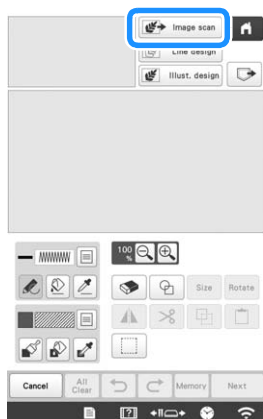 Image scan
Line design
Illust. design
100
%
Size
Rotate
Cancel
All
Clear
Memory
Next
?